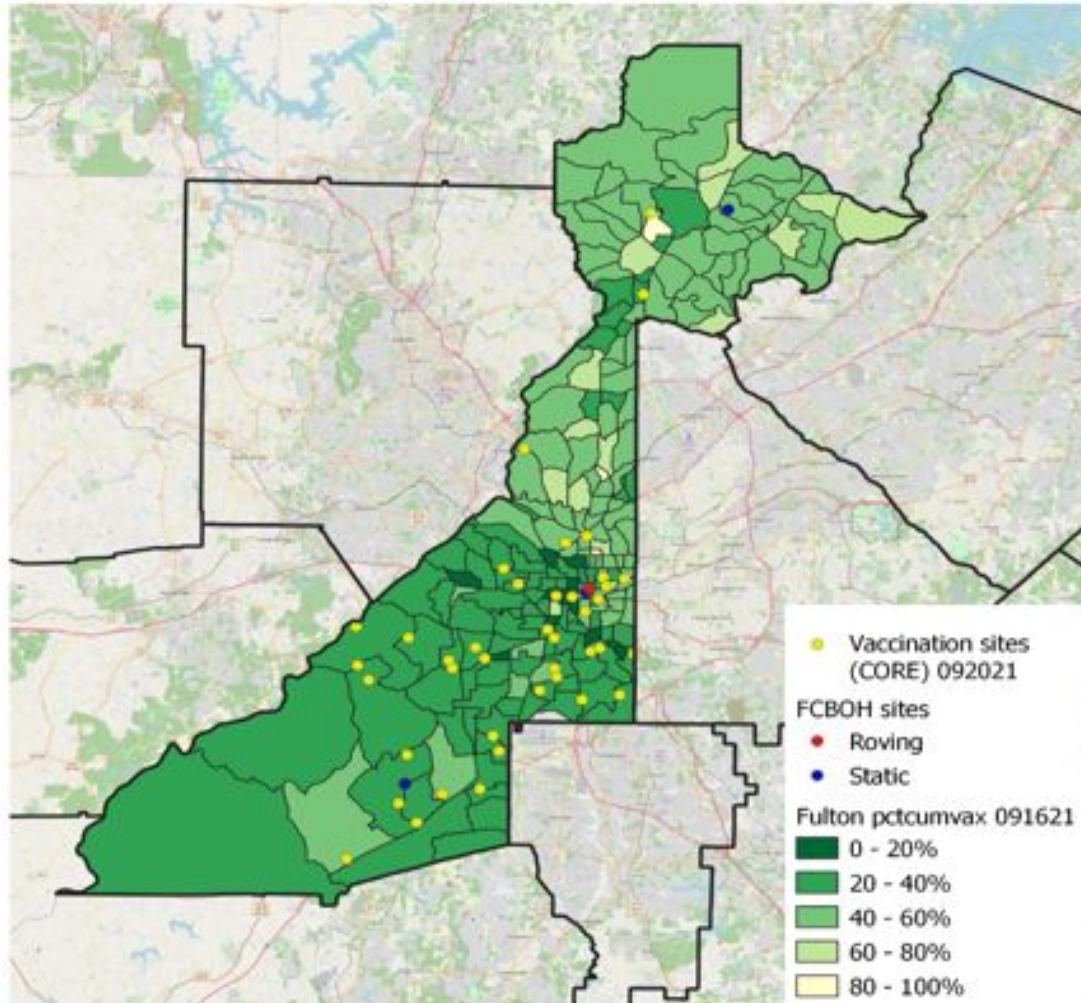 Vaccination sites
(CORE) 092021
FCBOH sites
Roving
Static
Fulton pctcumvax 091621
0 - 20%
20 - 40%
40 - 60%
60 - 80%
80 - 100%